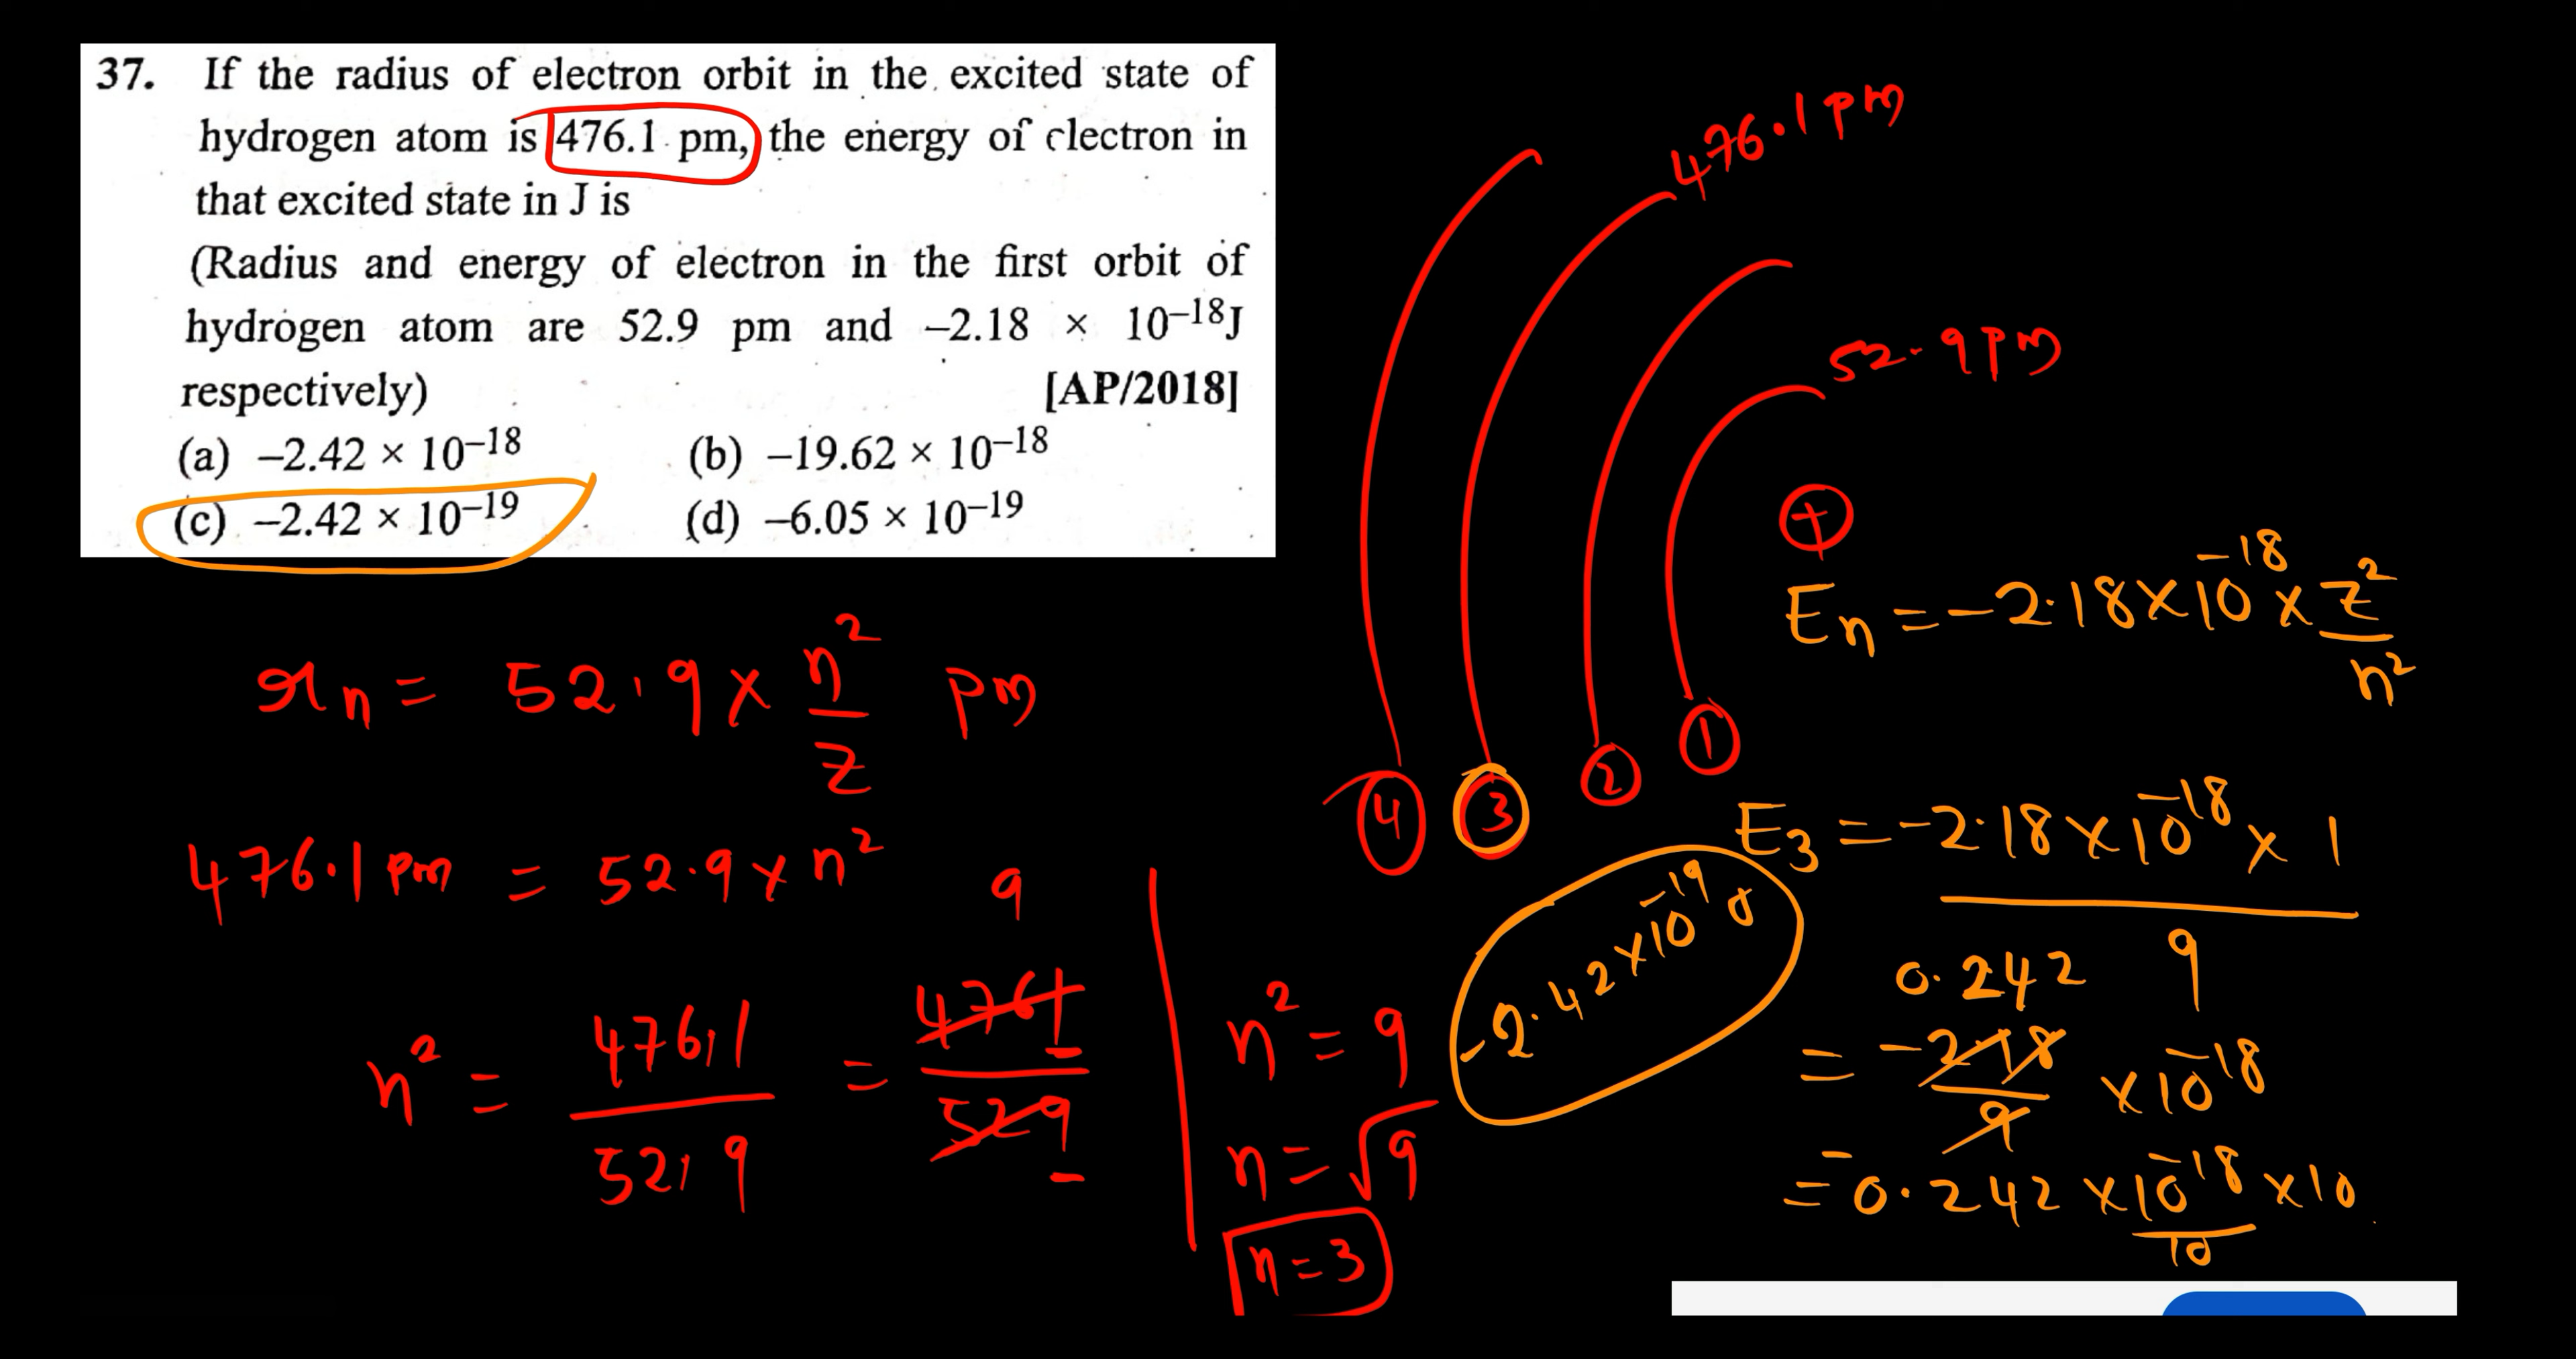 37. If the radius of electron orbit in the excited state of
hydrogen atom is 476.1 pm, the energy of electron in
that excited state in J is
(Radius and energy of electron in the first orbit of
hydrogen atom are 52.9 pm and –2.18 × 10⁻¹⁸J
respectively) [AP/2018]
(a) –2.42 × 10⁻¹⁸ (b) –19.62 × 10⁻¹⁸
(c) –2.42 × 10⁻¹⁹ (d) –6.05 × 10⁻¹⁹
rn = 52.9 × n²/z pm
476.1 pm = 52.9 × n²
n² = 476.1/52.9 = 4761/529 9
n² = 9
n = √9
n = 3
476.1 pm
52.9 pm
+
4 3 2 1
En = -2.18 × 10⁻¹⁸ × z²/n²
E3 = -2.18 × 10⁻¹⁸ × 1
9
0.242
= -2.18/9 × 10⁻¹⁸
= -0.242 × 10⁻¹⁸/10 × 10
-2.42 × 10⁻¹⁹ J